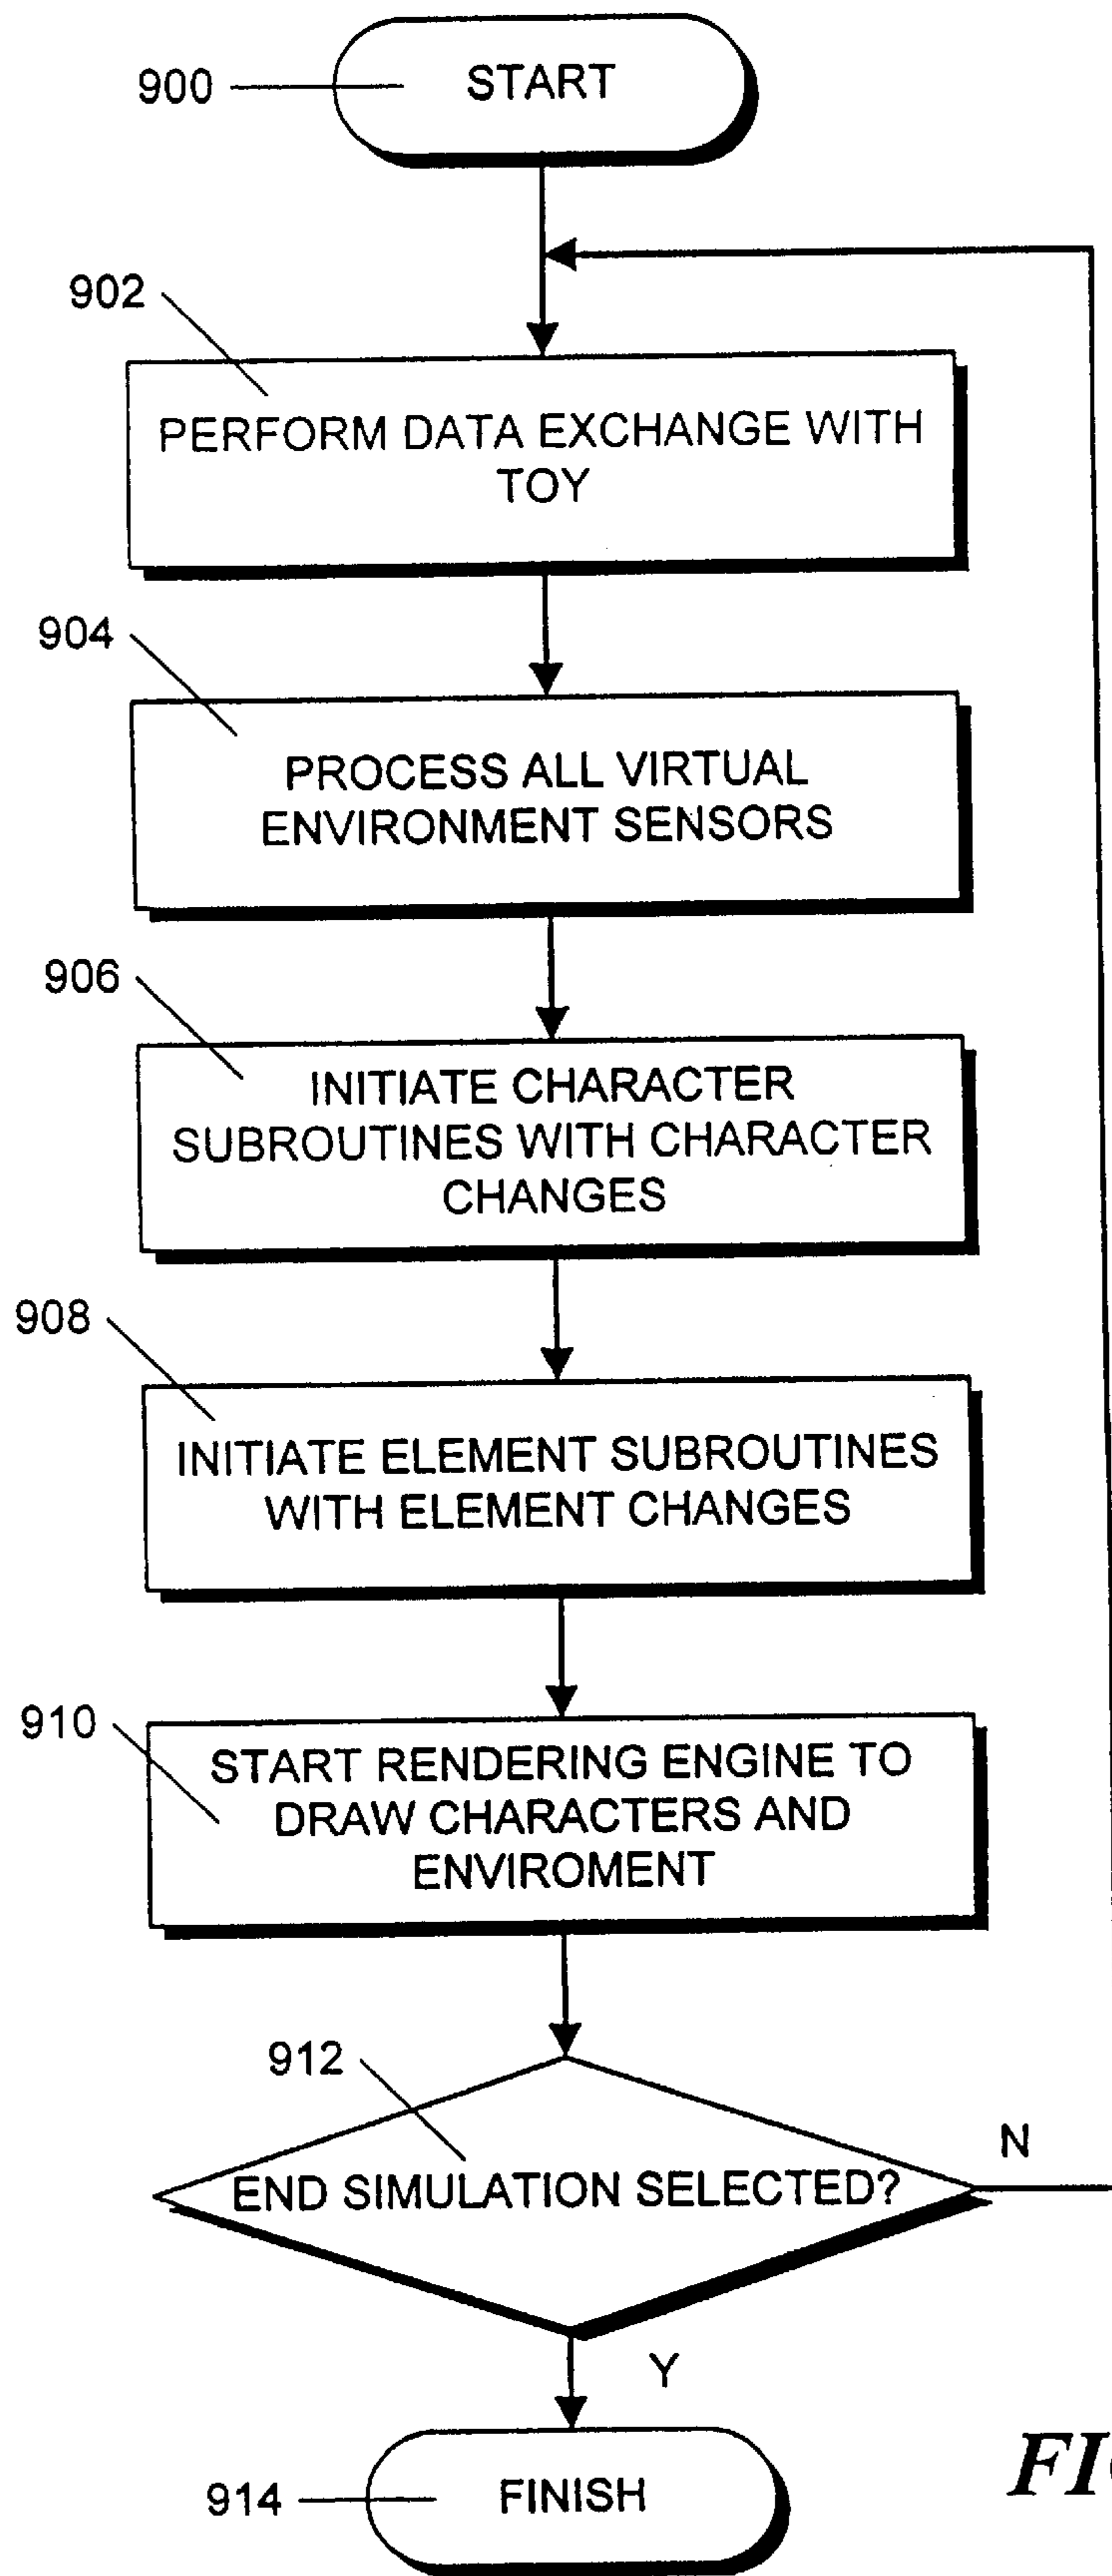 900
START
902
PERFORM DATA EXCHANGE WITH
TOY
904
PROCESS ALL VIRTUAL
ENVIRONMENT SENSORS
906
INITIATE CHARACTER
SUBROUTINES WITH CHARACTER
CHANGES
908
INITIATE ELEMENT SUBROUTINES
WITH ELEMENT CHANGES
910
START RENDERING ENGINE TO
DRAW CHARACTERS AND
ENVIROMENT
912
END SIMULATION SELECTED?
N
Y
914
FINISH